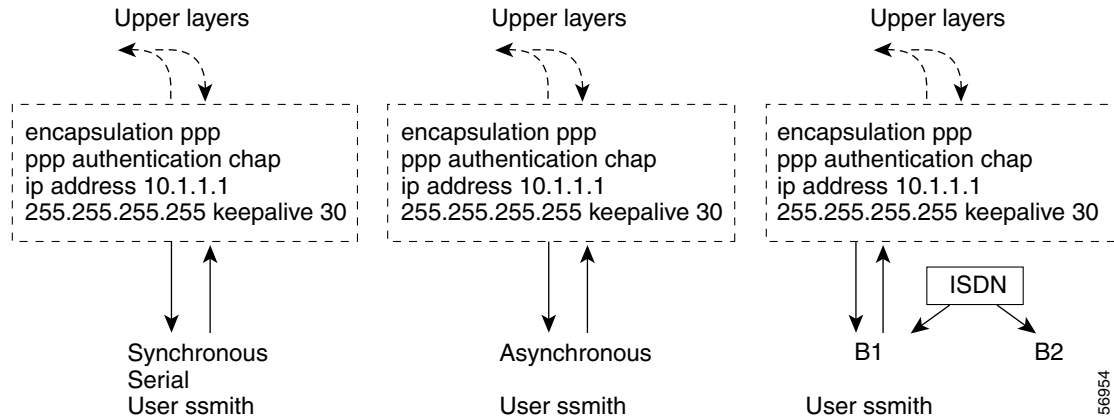 Upper layers
encapsulation ppp
ppp authentication chap
ip address 10.1.1.1
255.255.255.255 keepalive 30
Synchronous
Serial
User ssmith
Upper layers
encapsulation ppp
ppp authentication chap
ip address 10.1.1.1
255.255.255.255 keepalive 30
Asynchronous
User ssmith
Upper layers
encapsulation ppp
ppp authentication chap
ip address 10.1.1.1
255.255.255.255 keepalive 30
ISDN
B1
B2
User ssmith
56954